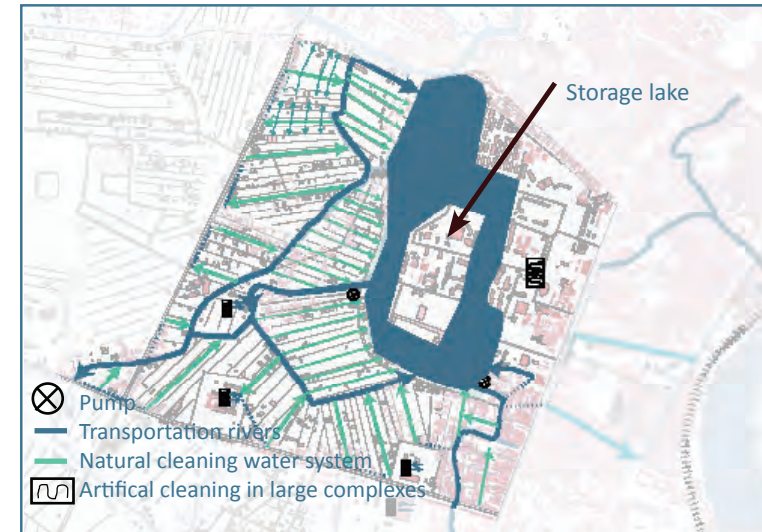 Storage lake
Pump
Transportation rivers
Natural cleaning water system
Artifical cleaning in large complexes